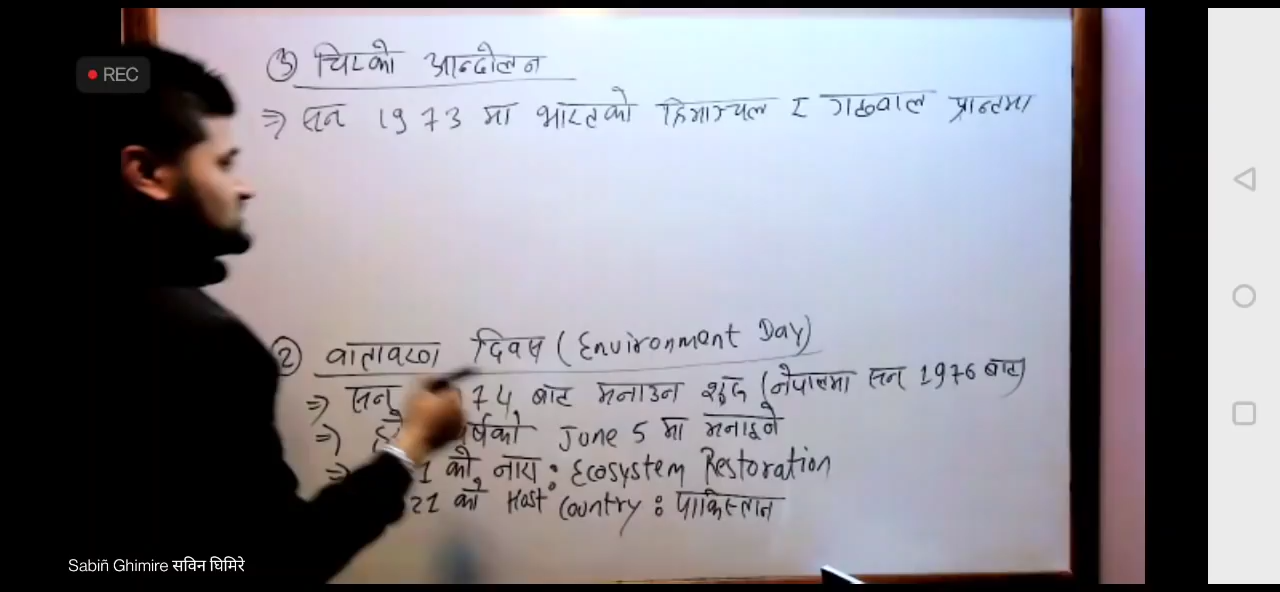 REC
③ चिप्को आन्दोलन
⇒ सन् 1973 मा भारतको हिमाञ्चल र गढवाल प्रान्तमा
② वातावरण दिवस (Environment Day)
⇒ सन् 74 बाट मनाउन शुरु (नेपालमा सन् 1976 बाट)
⇒ वर्षको June 5 मा मनाइने
⇒ 1 को नारा : Ecosystem Restoration
21 को Host Country : पाकिस्तान
Sabiñ Ghimire सविन घिमिरे